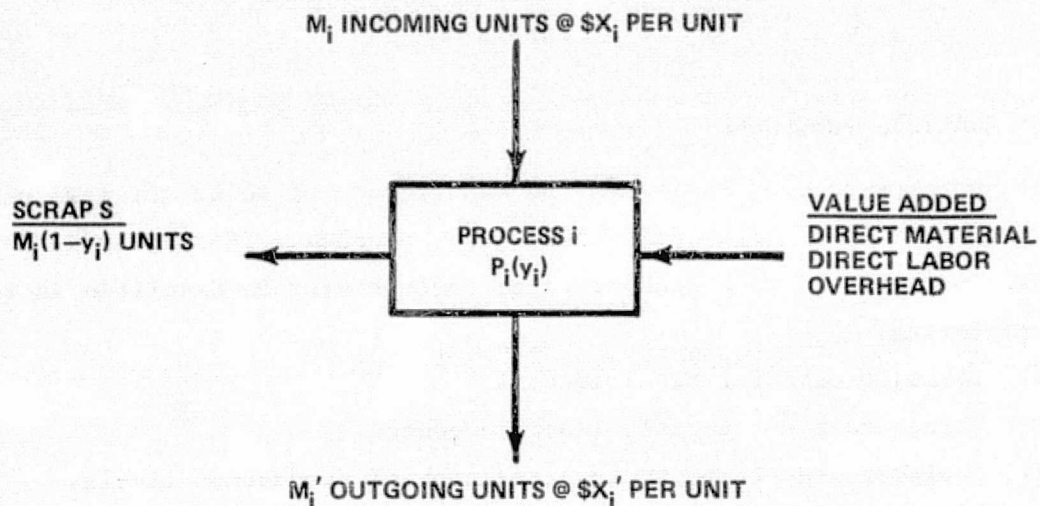 Mᵢ INCOMING UNITS @ $Xᵢ PER UNIT
SCRAP S
Mᵢ(1–yᵢ) UNITS
PROCESS i
Pᵢ(yᵢ)
VALUE ADDED
DIRECT MATERIAL
DIRECT LABOR
OVERHEAD
Mᵢ′ OUTGOING UNITS @ $Xᵢ′ PER UNIT